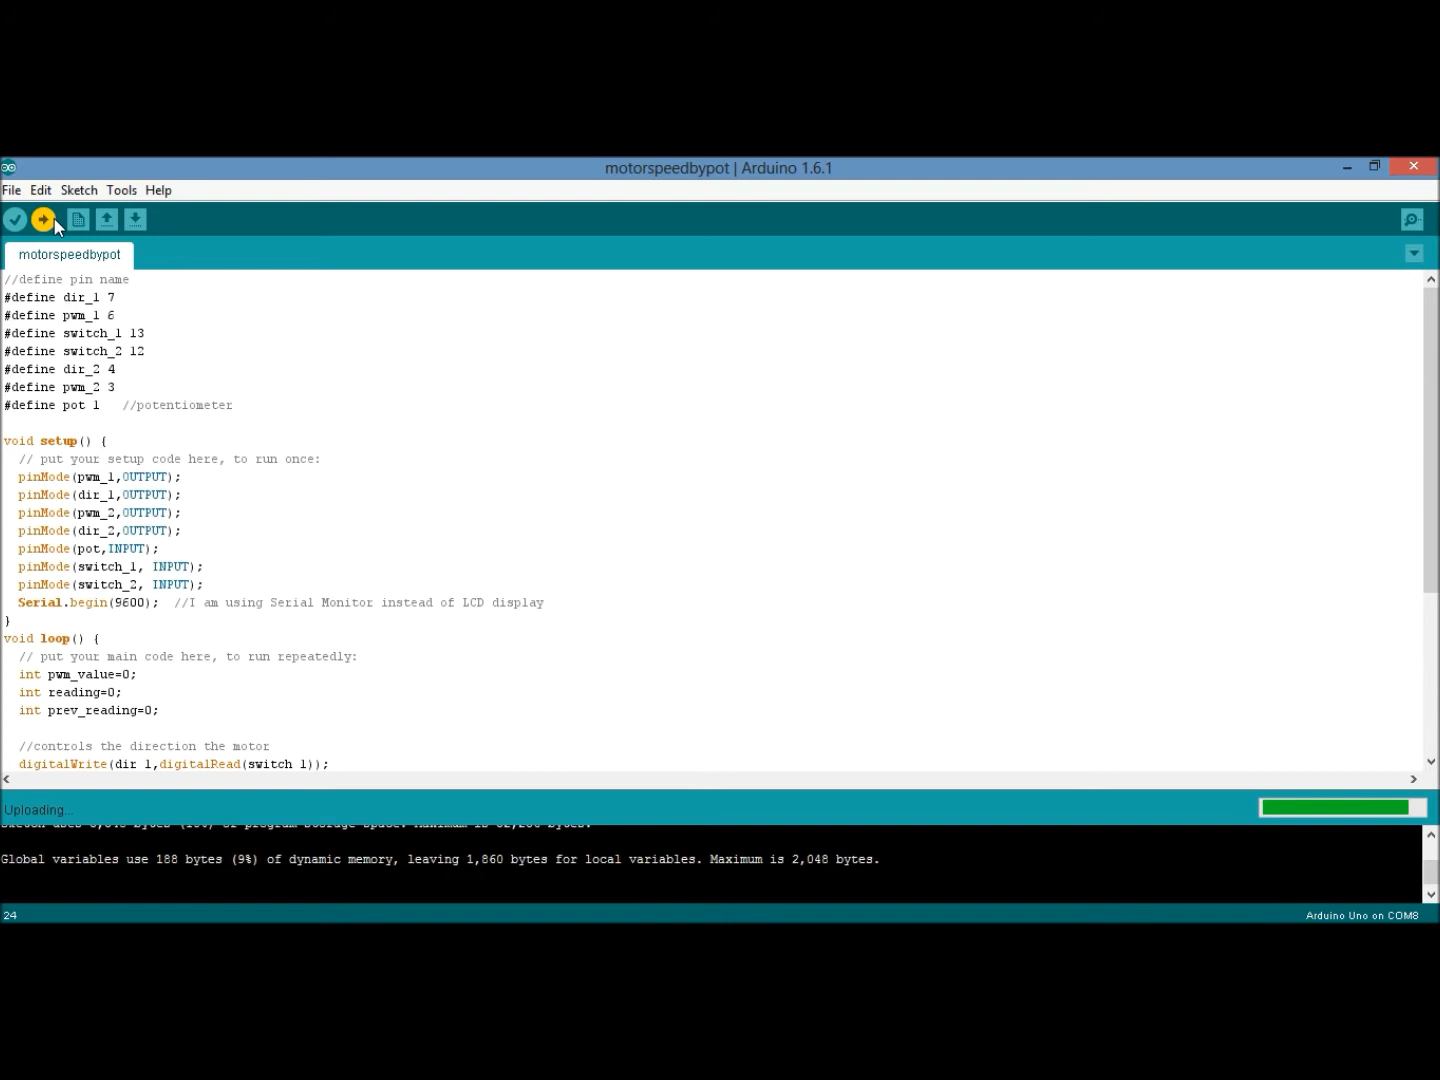 motorspeedbypot | Arduino 1.6.1
File Edit Sketch Tools Help
motorspeedbypot
//define pin name
#define dir_1 7
#define pwm_1 6
#define switch_1 13
#define switch_2 12
#define dir_2 4
#define pwm_2 3
#define pot 1 //potentiometer
void setup() {
// put your setup code here, to run once:
pinMode(pwm_1,OUTPUT);
pinMode(dir_1,OUTPUT);
pinMode(pwm_2,OUTPUT);
pinMode(dir_2,OUTPUT);
pinMode(pot,INPUT);
pinMode(switch_1, INPUT);
pinMode(switch_2, INPUT);
Serial.begin(9600); //I am using Serial Monitor instead of LCD display
}
void loop() {
// put your main code here, to run repeatedly:
int pwm_value=0;
int reading=0;
int prev_reading=0;
//controls the direction the motor
digitalWrite(dir_1,digitalRead(switch_1));
Uploading...
Global variables use 188 bytes (9%) of dynamic memory, leaving 1,860 bytes for local variables. Maximum is 2,048 bytes.
24
Arduino Uno on COM8